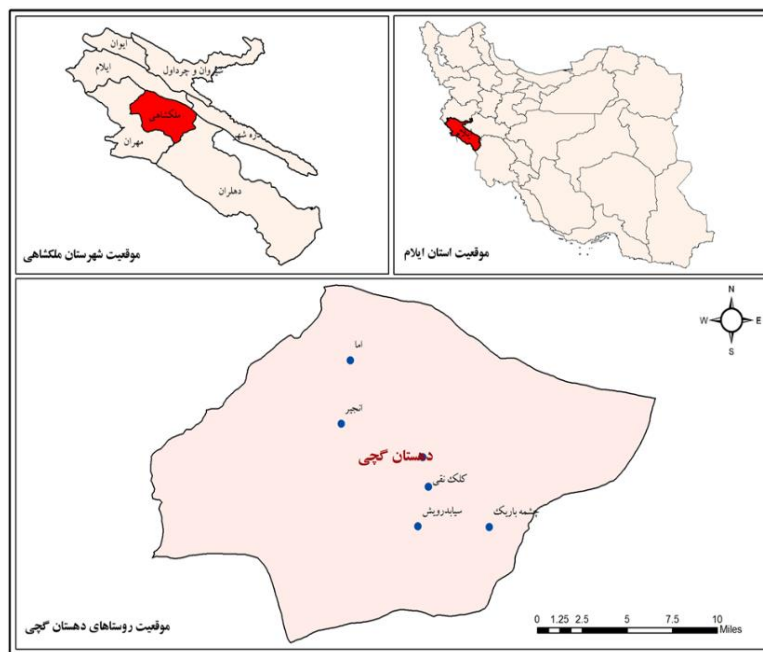 ایوان
شیروان و چرداول
ایلام
ملکشاهی
دره شهر
مهران
دهلران
موقعیت شهرستان ملکشاهی
موقعیت استان ایلام
N
W
E
S
اما
انجیر
دهستان گچی
کلک نقی
سیابدرویش
چشمه باریک
موقعیت روستاهای دهستان گچی
0 1.25 2.5 5 7.5 10
Miles